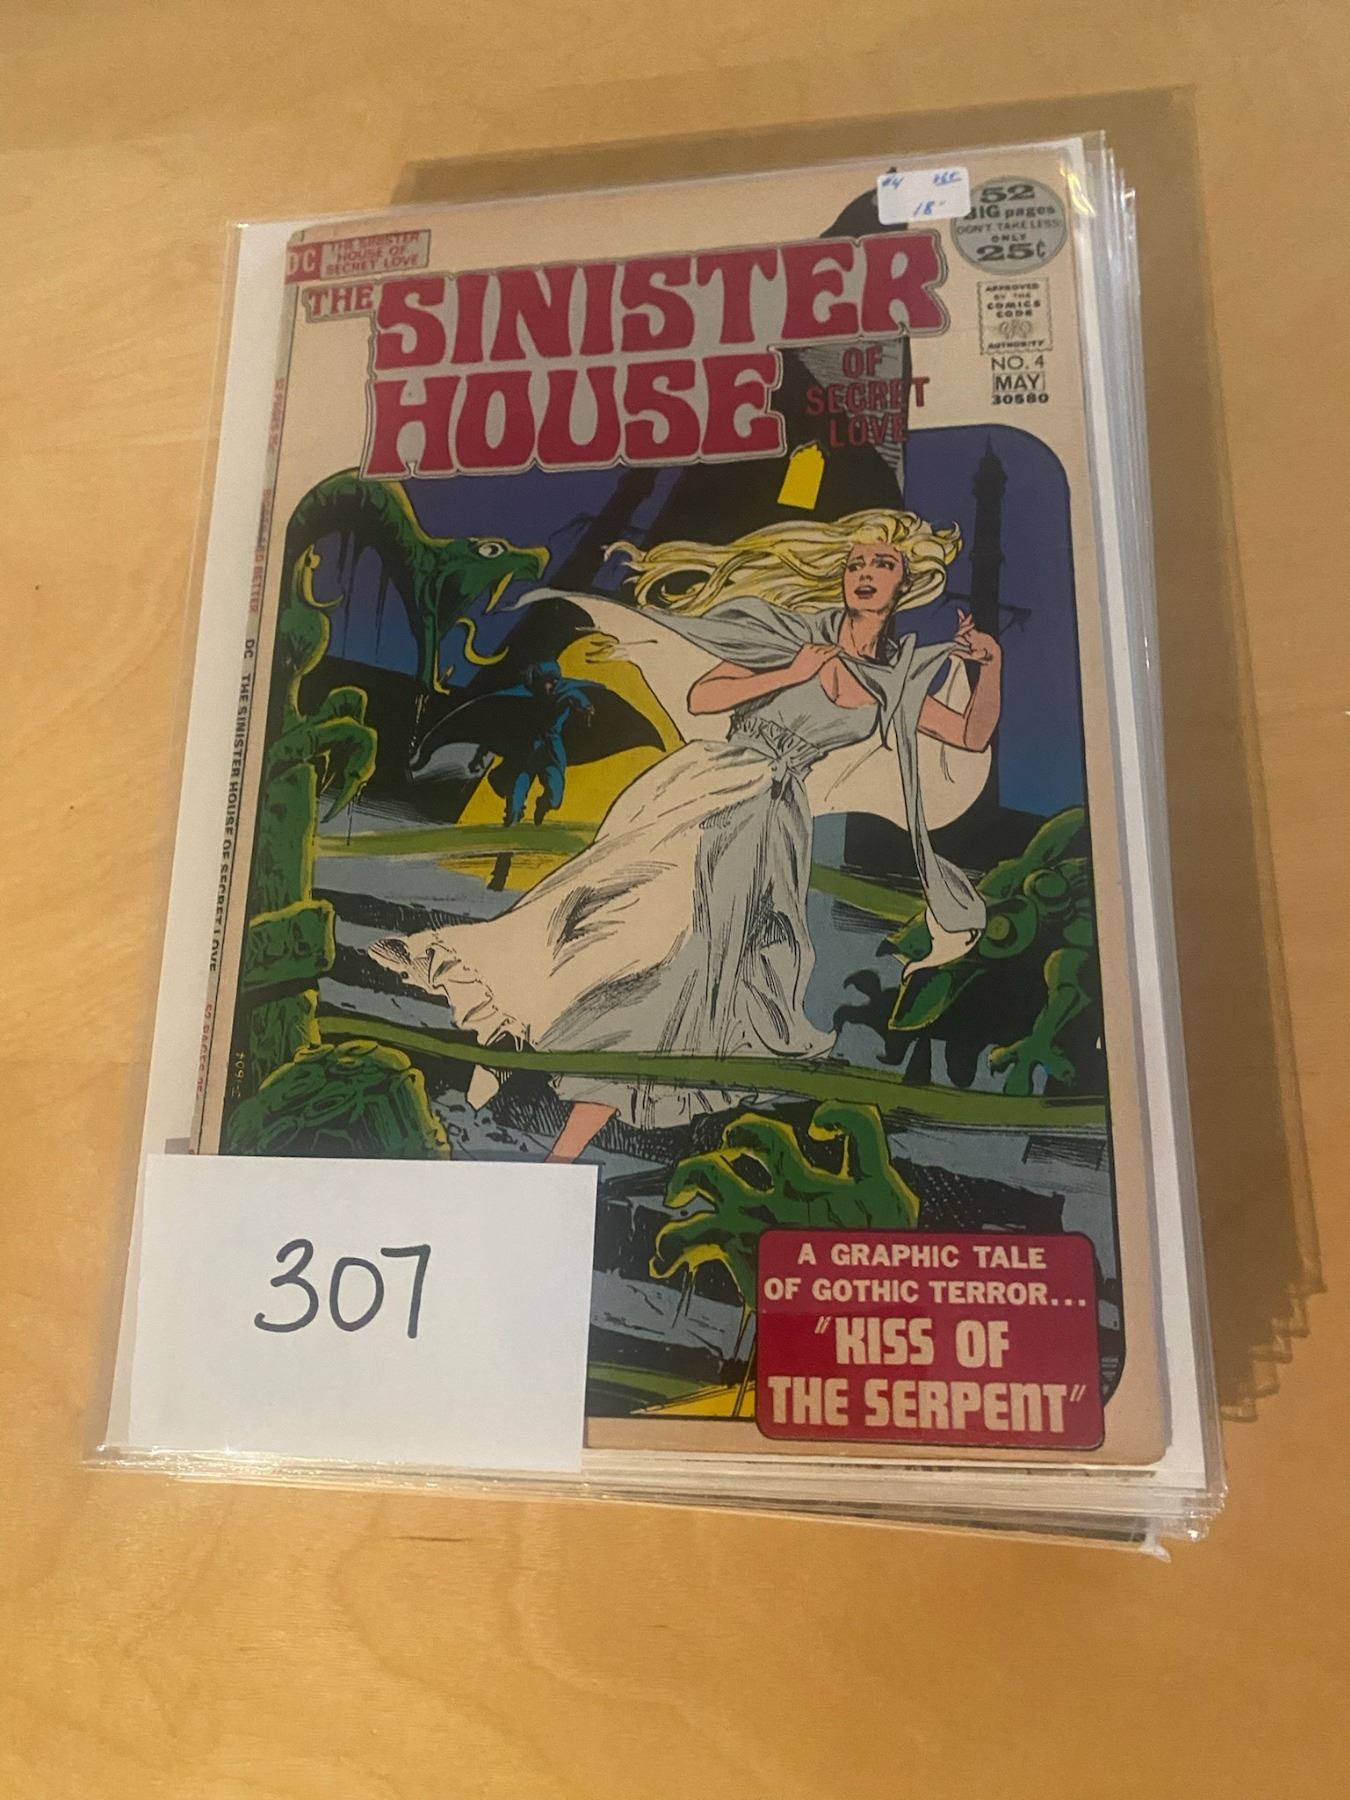 #4
18-
52
BIG pages
DON'T TAKE LESS!
ONLY
25¢
DC
THE SINISTER
HOUSE OF
SECRET LOVE
THE SINISTER
HOUSE
OF
SECRET
LOVE
APPROVED
BY THE
COMICS
CODE
AUTHORITY
NO. 4
MAY
30580
DC THE SINISTER HOUSE OF SECRET LOVE
307
A GRAPHIC TALE
OF GOTHIC TERROR...
"KISS OF
THE SERPENT"